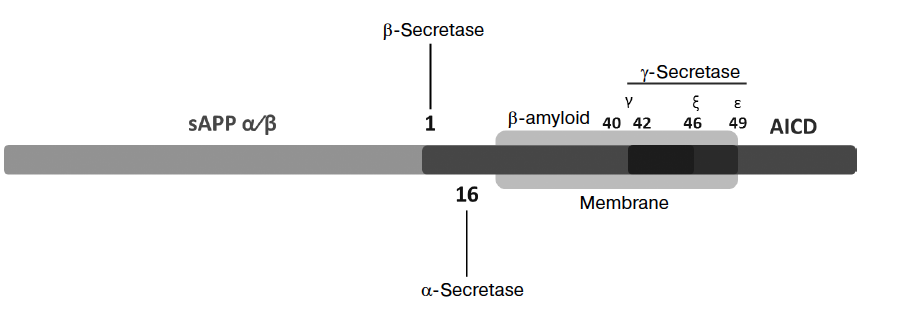 β-Secretase
γ-Secretase
γ ξ ε
sAPP α/β 1 β-amyloid 40 42 46 49 AICD
16
Membrane
α-Secretase